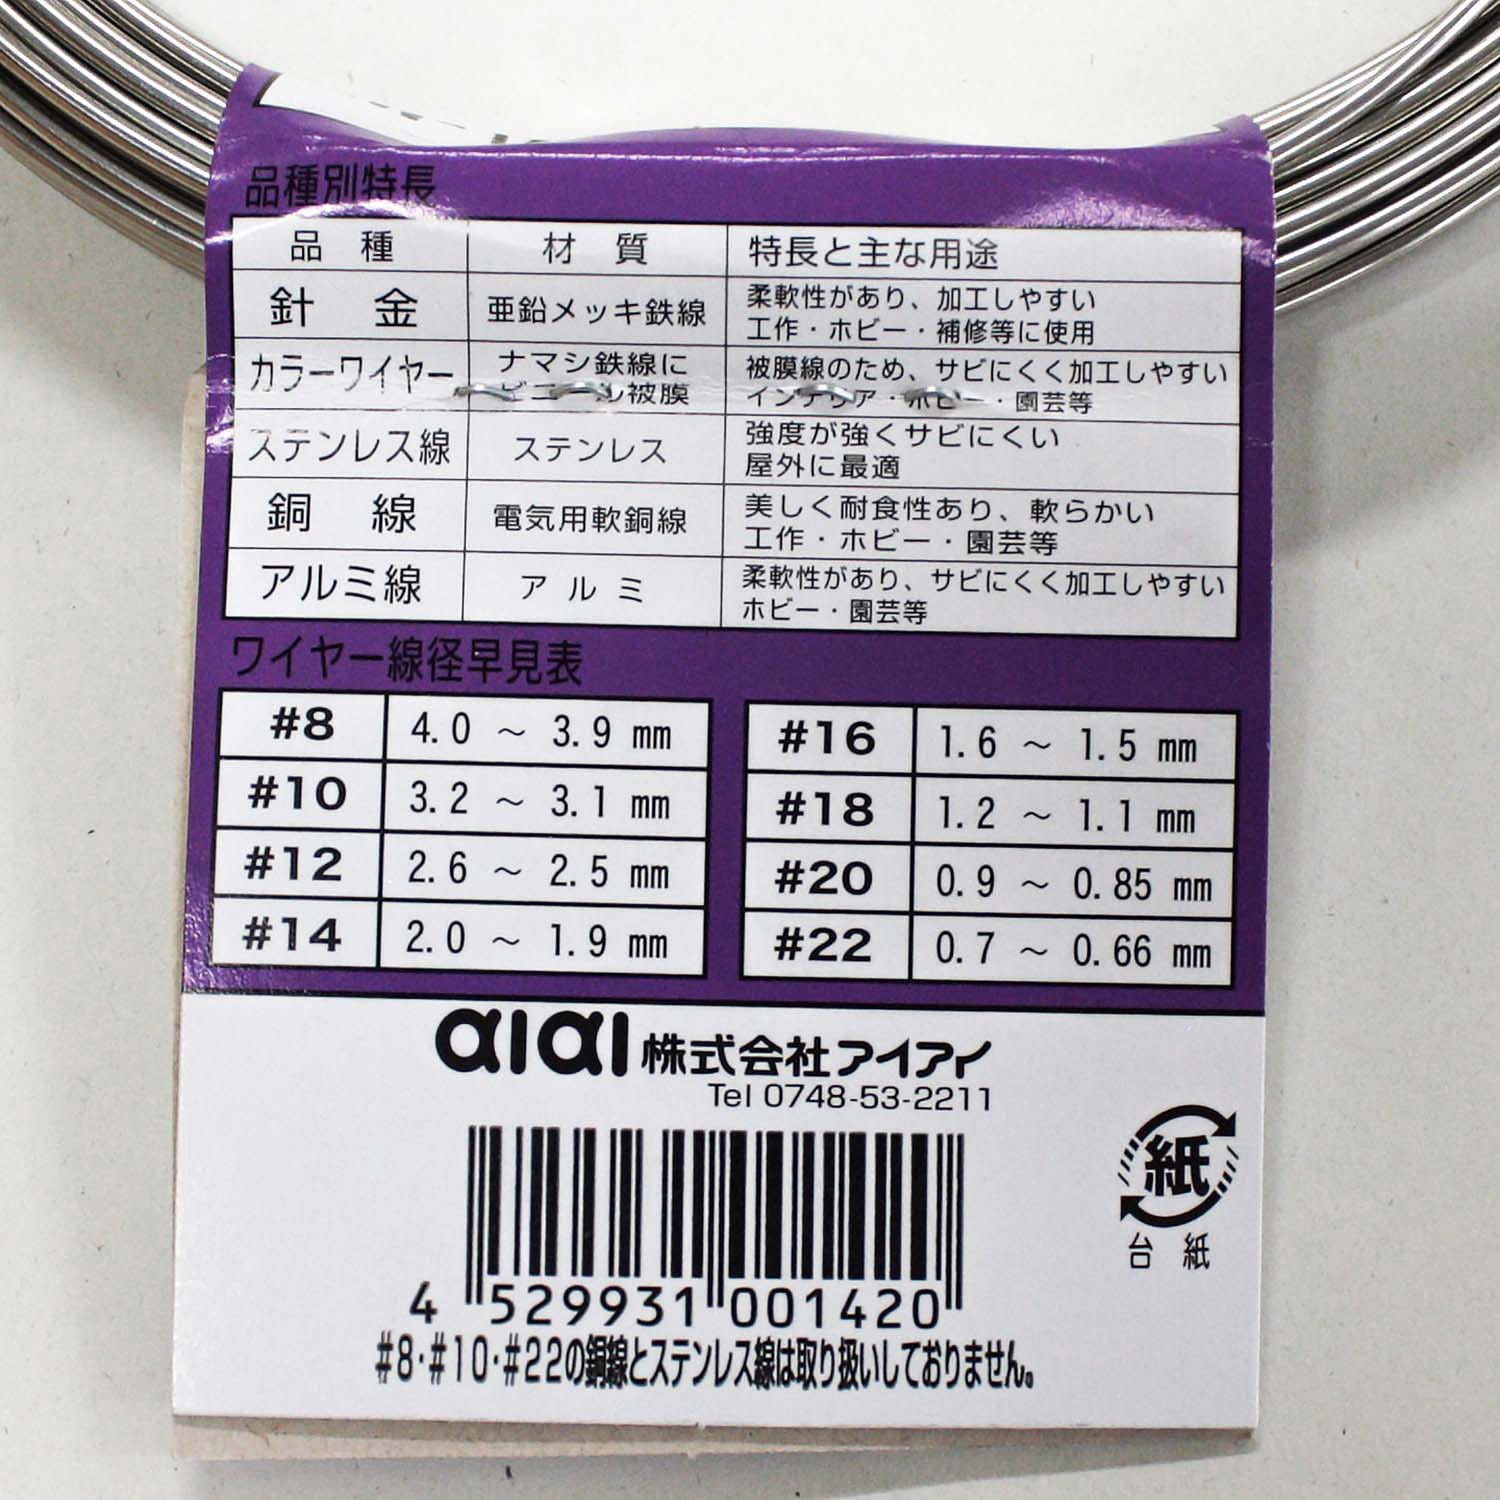 品種別特長
品種 材質 特長と主な用途
針金 亜鉛メッキ鉄線 柔軟性があり、加工しやすい
工作・ホビー・補修等に使用
カラーワイヤー ナマシ鉄線に 被膜線のため、サビにくく加工しやすい
ビニール被膜 インテリア・ホビー・園芸等
ステンレス線 ステンレス 強度が強くサビにくい
屋外に最適
銅線 電気用軟銅線 美しく耐食性あり、軟らかい
工作・ホビー・園芸等
アルミ線 アルミ 柔軟性があり、サビにくく加工しやすい
ホビー・園芸等
ワイヤー線径早見表
#8 4.0 ～ 3.9 mm
#10 3.2 ～ 3.1 mm
#12 2.6 ～ 2.5 mm
#14 2.0 ～ 1.9 mm
#16 1.6 ～ 1.5 mm
#18 1.2 ～ 1.1 mm
#20 0.9 ～ 0.85 mm
#22 0.7 ～ 0.66 mm
aiai 株式会社アイアイ
Tel 0748-53-2211
紙
台紙
4 529931 001420
#8・#10・#22の銅線とステンレス線は取り扱いしておりません。